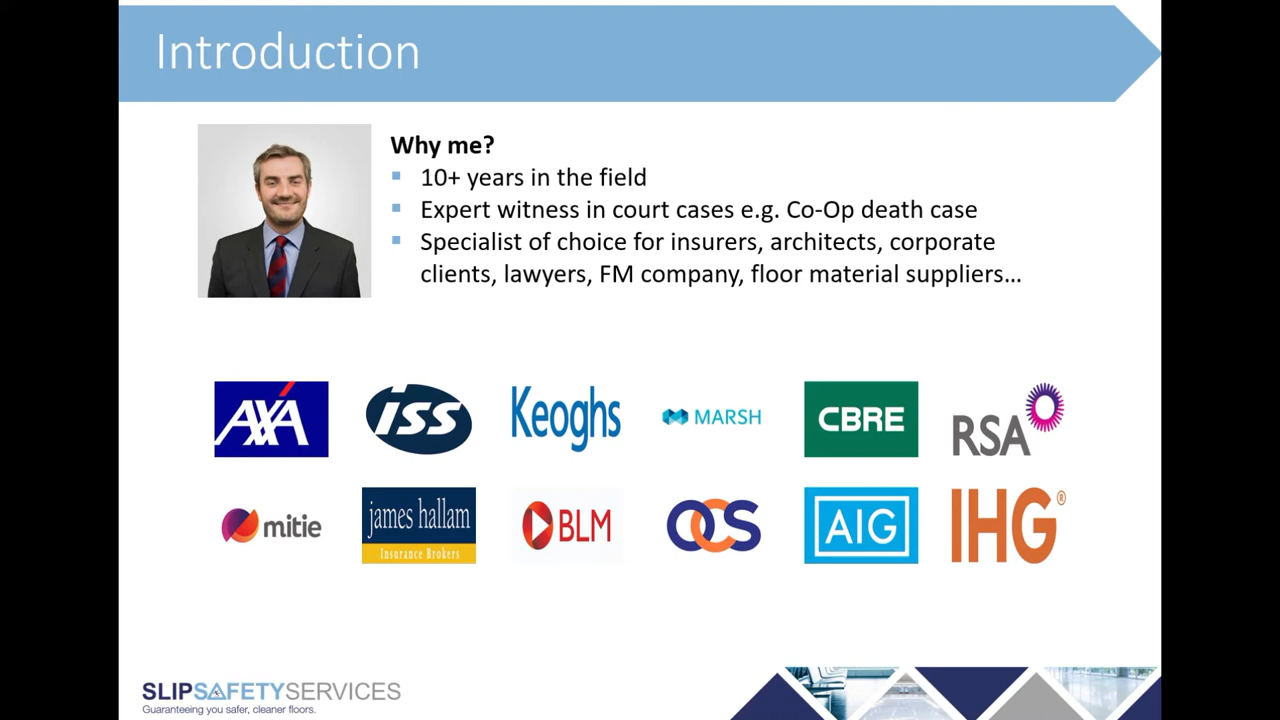 Introduction
Why me?
10+ years in the field
Expert witness in court cases e.g. Co-Op death case
Specialist of choice for insurers, architects, corporate
clients, lawyers, FM company, floor material suppliers…
AXA
ISS
Keoghs
MARSH
CBRE
RSA
mitie
james hallam
Insurance Brokers
BLM
OCS
AIG
IHG®
SLIPSAFETYSERVICES
Guaranteeing you safer, cleaner floors.